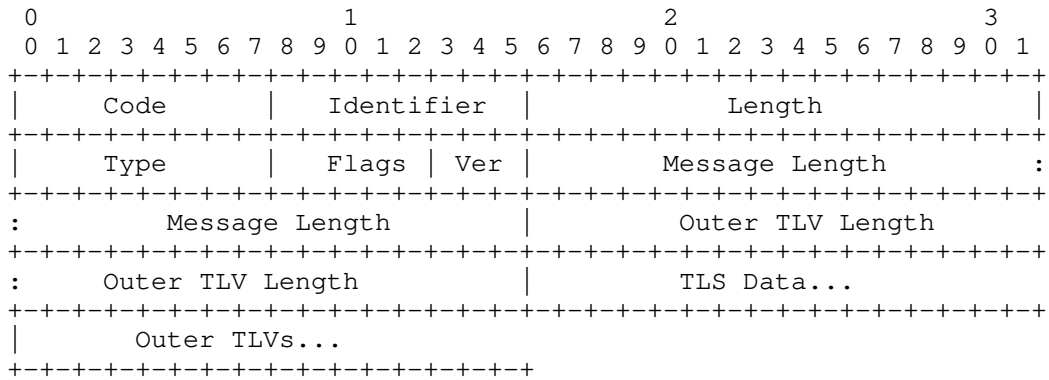 0                   1                   2                   3
 0 1 2 3 4 5 6 7 8 9 0 1 2 3 4 5 6 7 8 9 0 1 2 3 4 5 6 7 8 9 0 1
+-+-+-+-+-+-+-+-+-+-+-+-+-+-+-+-+-+-+-+-+-+-+-+-+-+-+-+-+-+-+-+-+
|     Code      |   Identifier  |            Length             |
+-+-+-+-+-+-+-+-+-+-+-+-+-+-+-+-+-+-+-+-+-+-+-+-+-+-+-+-+-+-+-+-+
|     Type      |   Flags | Ver |        Message Length         :
+-+-+-+-+-+-+-+-+-+-+-+-+-+-+-+-+-+-+-+-+-+-+-+-+-+-+-+-+-+-+-+-+
:         Message Length        |         Outer TLV Length
+-+-+-+-+-+-+-+-+-+-+-+-+-+-+-+-+-+-+-+-+-+-+-+-+-+-+-+-+-+-+-+-+
:     Outer TLV Length          |         TLS Data...
+-+-+-+-+-+-+-+-+-+-+-+-+-+-+-+-+-+-+-+-+-+-+-+-+-+-+-+-+-+-+-+-+
|       Outer TLVs...
+-+-+-+-+-+-+-+-+-+-+-+-+-+-+-+-+